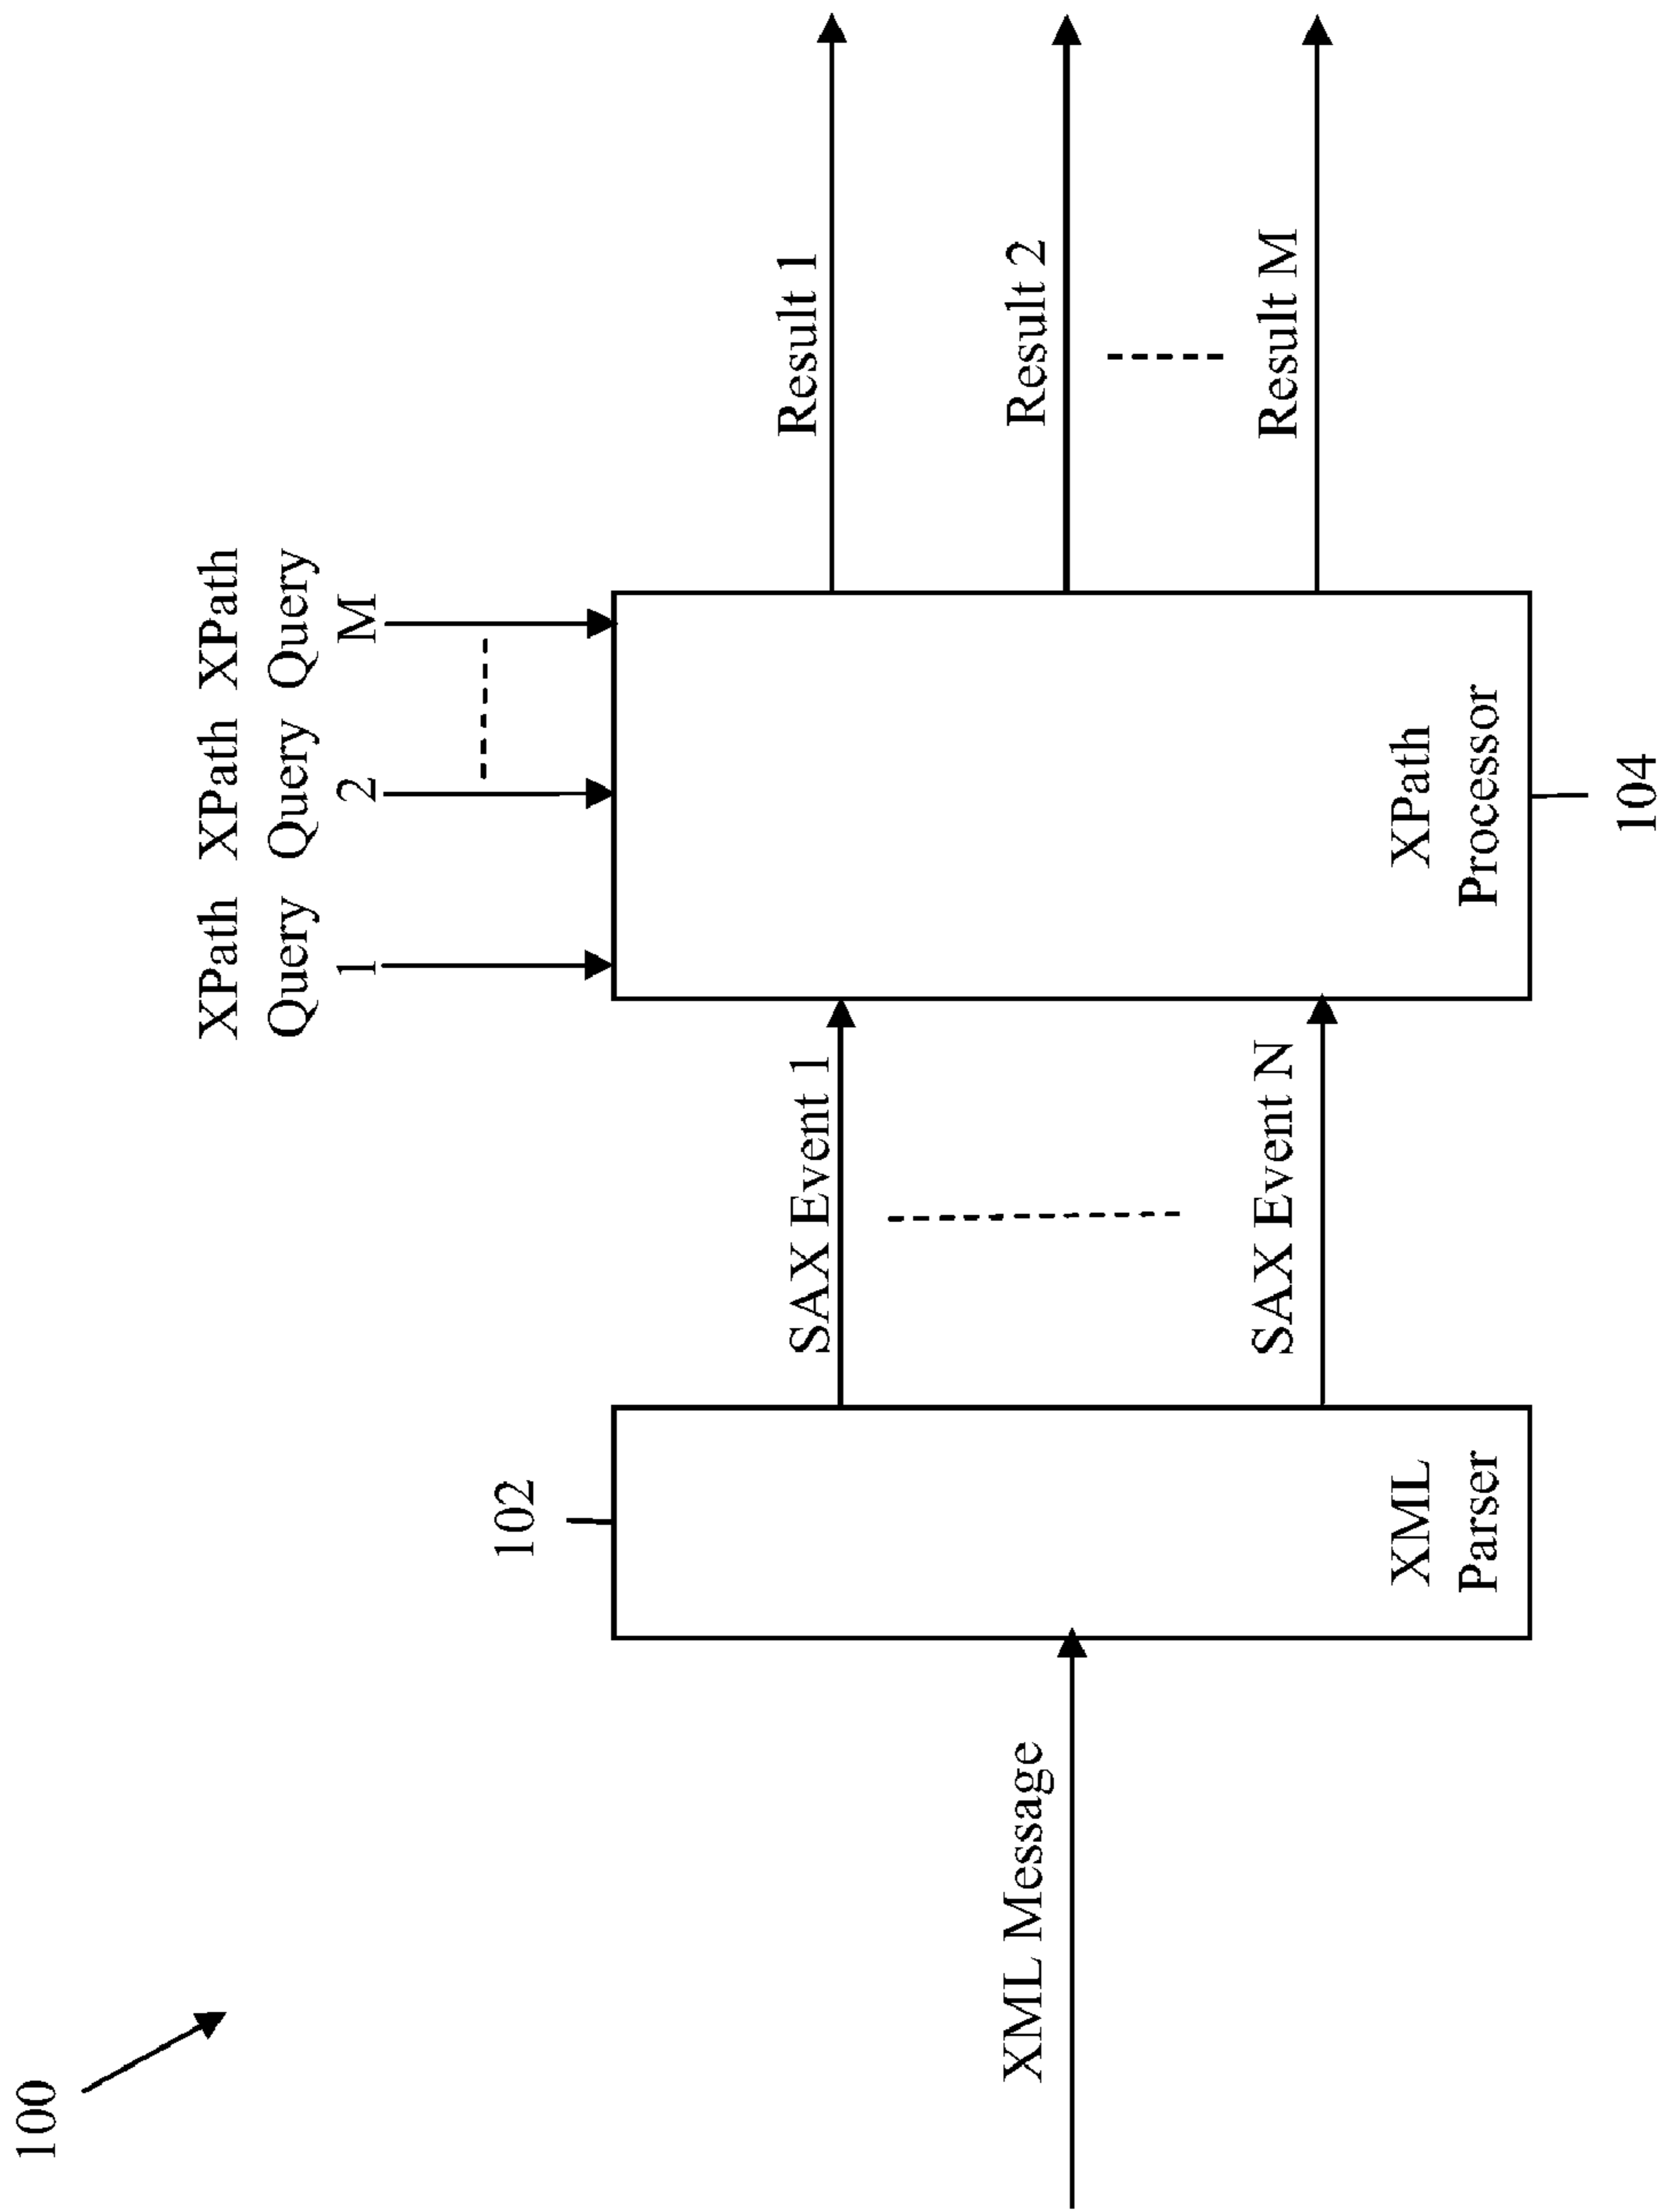 100
XPath XPath XPath
Query Query Query
1 2 M
102
XML Message
SAX Event 1
SAX Event N
Result 1
Result 2
Result M
XML
Parser
XPath
Processor
104